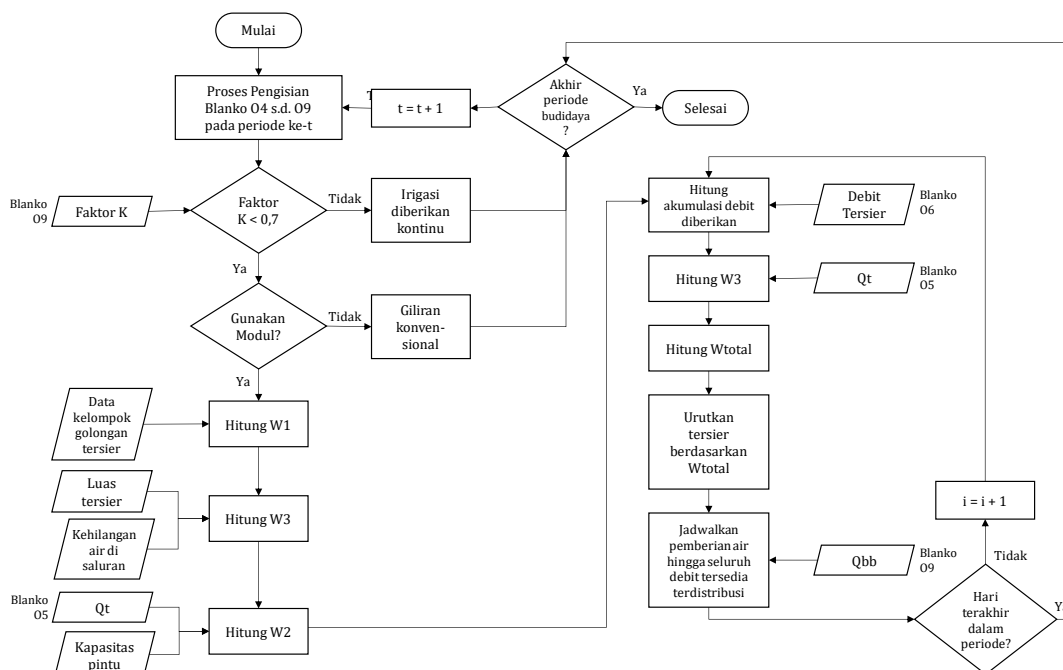 Mulai
Proses Pengisian
Blanko O4 s.d. O9
pada periode ke-t
t = t + 1
Akhir
periode
budidaya
?
Ya
Selesai
Blanko
O9
Faktor K
Faktor
K < 0,7
Tidak
Irigasi
diberikan
kontinu
Ya
Gunakan
Modul?
Tidak
Giliran
konven-
sional
Ya
Data
kelompok
golongan
tersier
Hitung W1
Luas
tersier
Kehilangan
air di
saluran
Hitung W3
Blanko
O5
Qt
Kapasitas
pintu
Hitung W2
Hitung
akumulasi debit
diberikan
Debit
Tersier
Blanko
O6
Hitung W3
Qt
Blanko
O5
Hitung Wtotal
Urutkan
tersier
berdasarkan
Wtotal
Jadwalkan
pemberian air
hingga seluruh
debit tersedia
terdistribusi
Qbb
Blanko
O9
i = i + 1
Tidak
Hari
terakhir
dalam
periode?